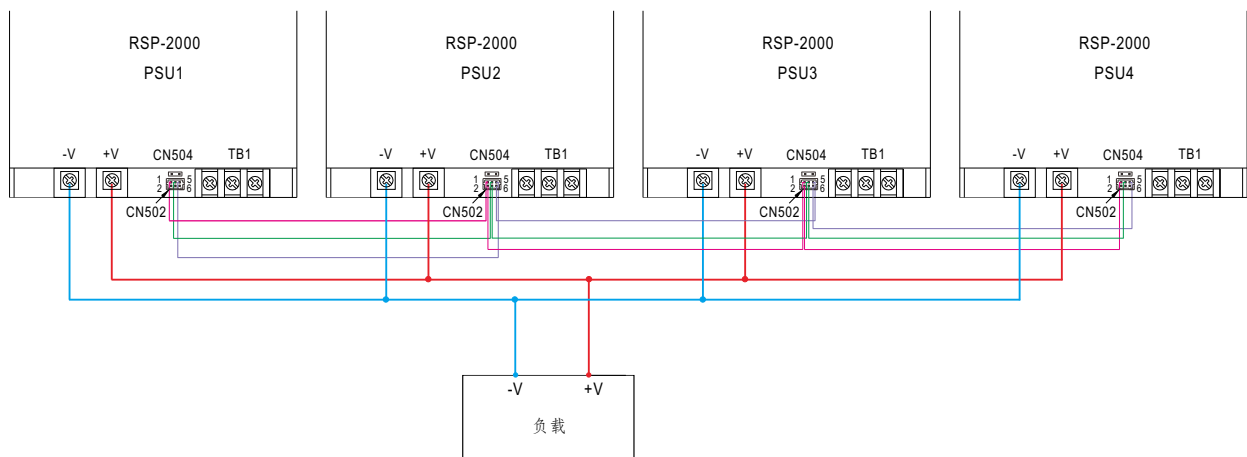 RSP-2000
PSU1
-V +V CN504 TB1
1 5
2 6
CN502
RSP-2000
PSU2
-V +V CN504 TB1
1 5
2 6
CN502
RSP-2000
PSU3
-V +V CN504 TB1
1 5
2 6
CN502
RSP-2000
PSU4
-V +V CN504 TB1
1 5
2 6
CN502
-V +V
负载